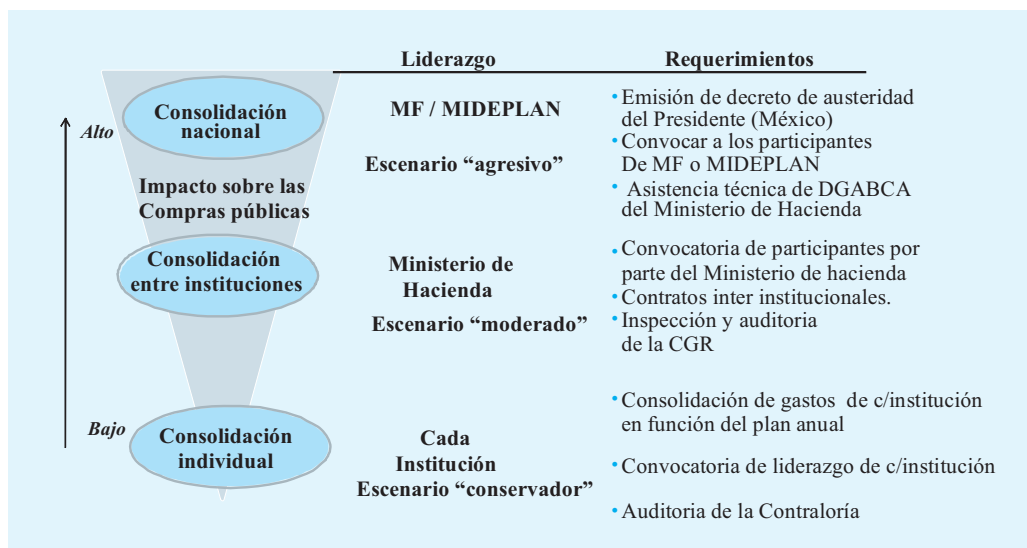 Liderazgo
Requerimientos
Alto
Consolidación
nacional
MF / MIDEPLAN
Escenario “agresivo”
• Emisión de decreto de austeridad
del Presidente (México)
• Convocar a los participantes
De MF o MIDEPLAN
• Asistencia técnica de DGABCA
del Ministerio de Hacienda
Impacto sobre las
Compras públicas
Consolidación
entre instituciones
Ministerio de
Hacienda
Escenario “moderado”
• Convocatoria de participantes por
parte del Ministerio de hacienda
• Contratos inter institucionales.
• Inspección y auditoria
de la CGR
Bajo
Consolidación
individual
Cada
Institución
Escenario “conservador”
• Consolidación de gastos de c/institución
en función del plan anual
• Convocatoria de liderazgo de c/institución
• Auditoria de la Contraloría